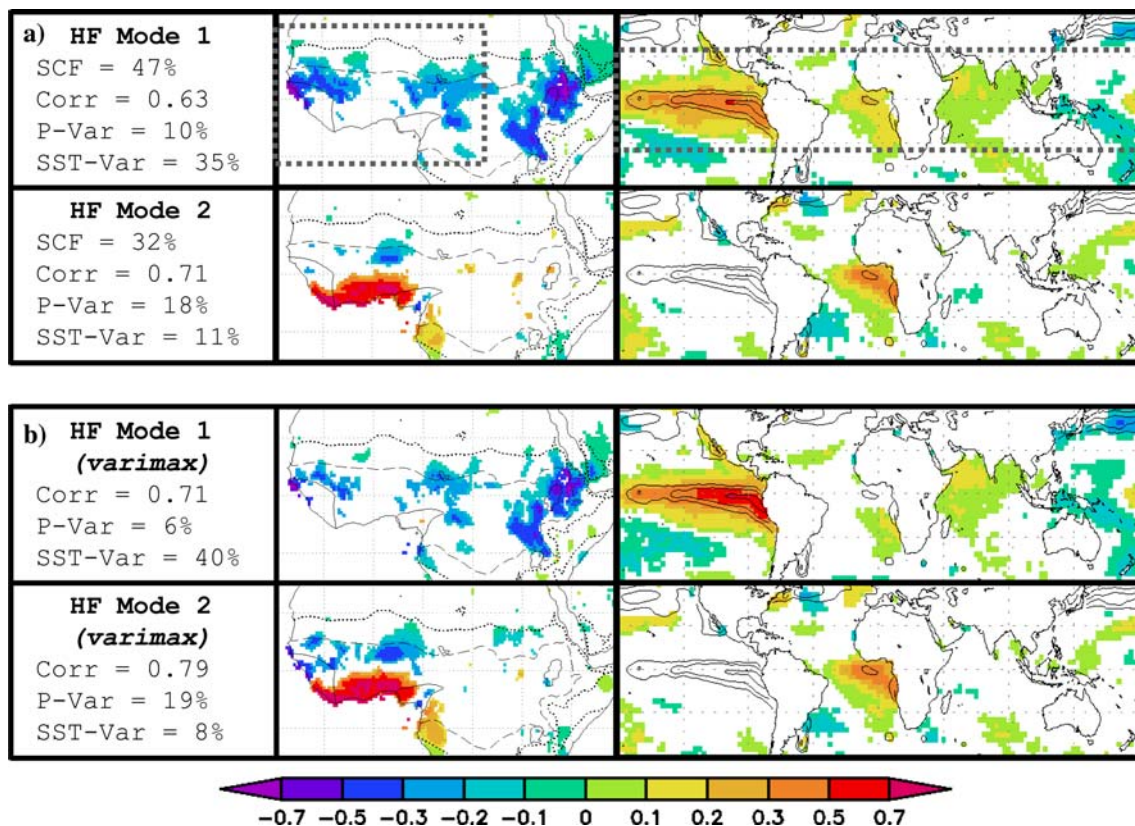 a) HF Mode 1
SCF = 47%
Corr = 0.63
P-Var = 10%
SST-Var = 35%
HF Mode 2
SCF = 32%
Corr = 0.71
P-Var = 18%
SST-Var = 11%
b) HF Mode 1
(varimax)
Corr = 0.71
P-Var = 6%
SST-Var = 40%
HF Mode 2
(varimax)
Corr = 0.79
P-Var = 19%
SST-Var = 8%
-0.7 -0.5 -0.3 -0.2 -0.1 0 0.1 0.2 0.3 0.5 0.7